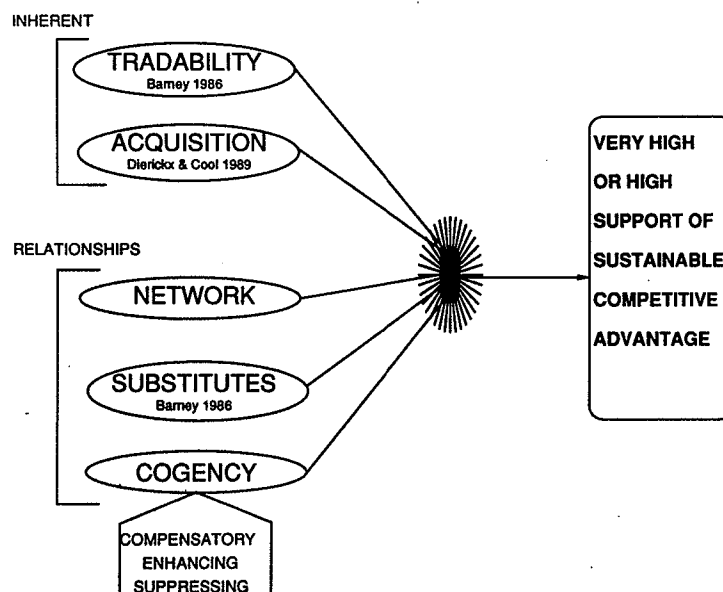 INHERENT
TRADABILITY
Barney 1986
ACQUISITION
Dierickx & Cool 1989
RELATIONSHIPS
NETWORK
SUBSTITUTES
Barney 1986
COGENCY
COMPENSATORY
ENHANCING
SUPPRESSING
VERY HIGH
OR HIGH
SUPPORT OF
SUSTAINABLE
COMPETITIVE
ADVANTAGE